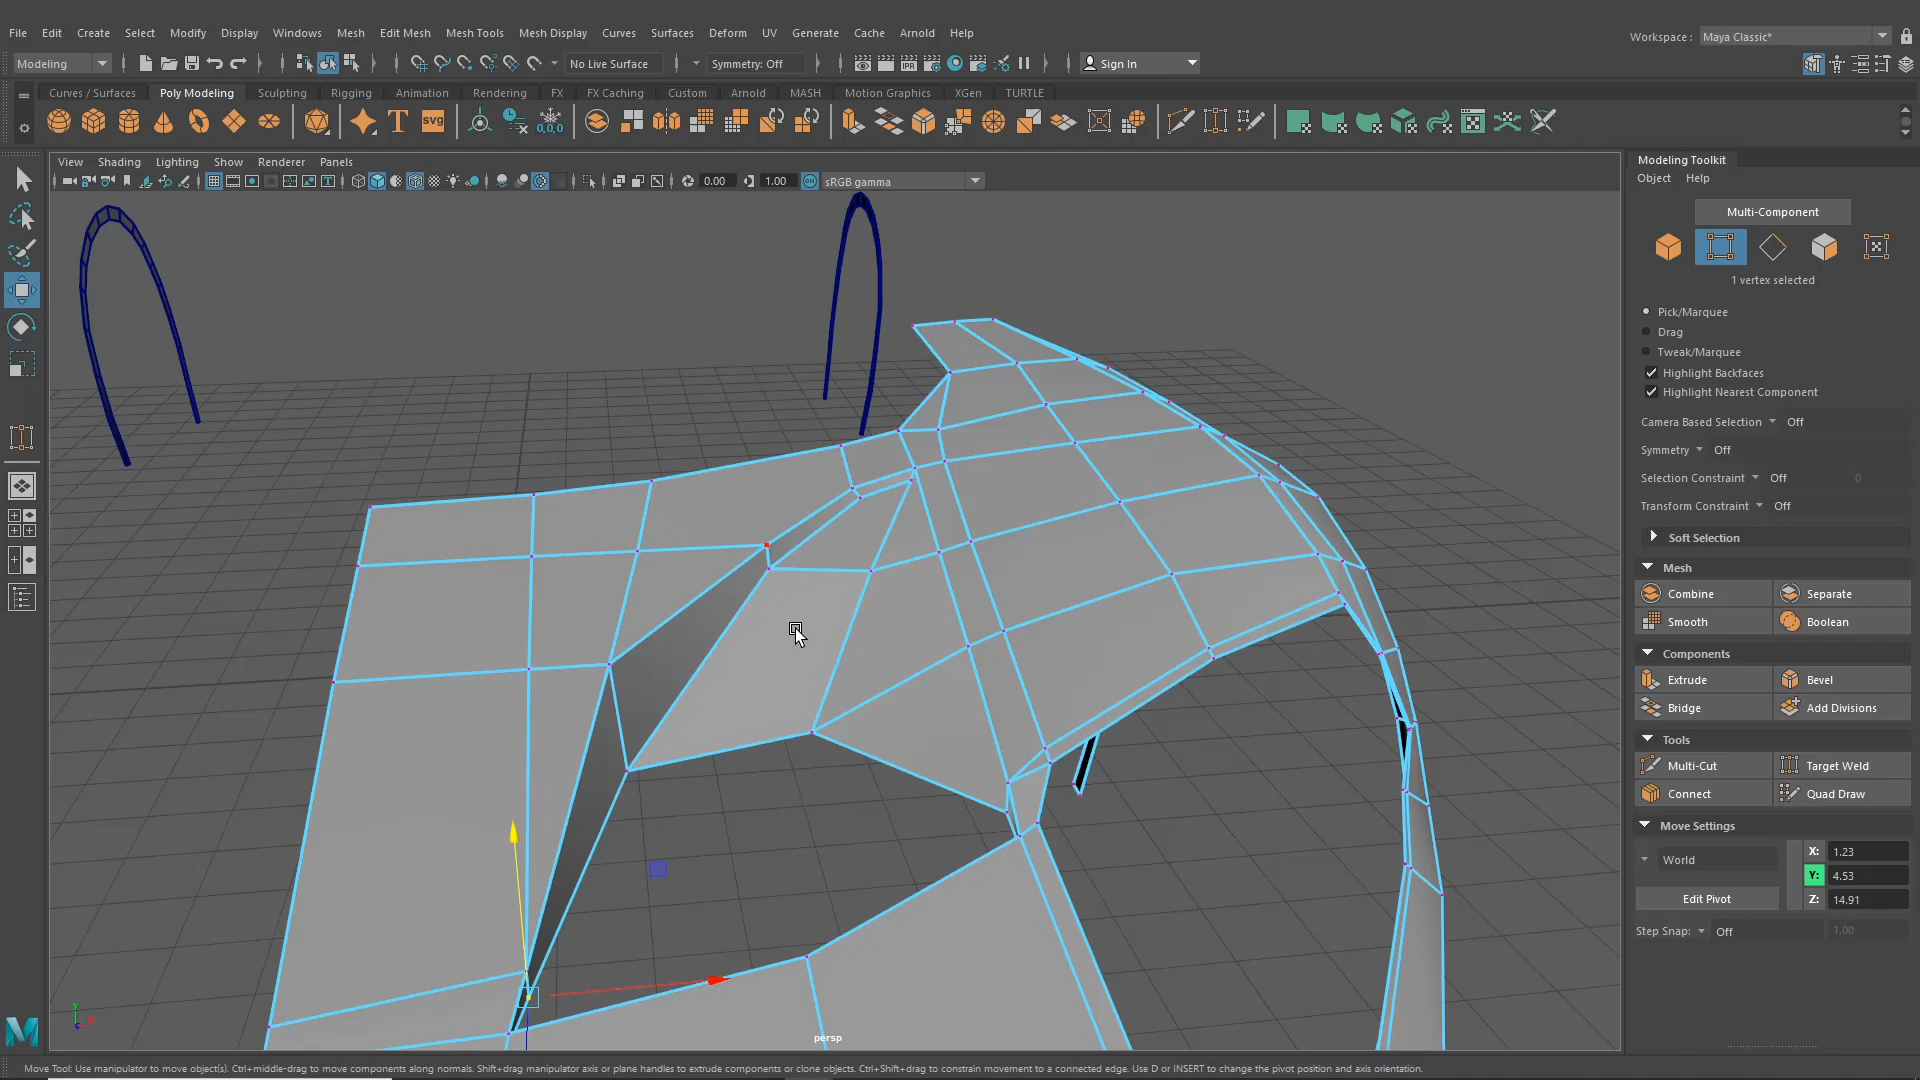 File Edit Create Select Modify Display Windows Mesh Edit Mesh Mesh Tools Mesh Display Curves Surfaces Deform UV Generate Cache Arnold Help
Workspace : Maya Classic*
Modeling No Live Surface Symmetry: Off Sign In
Curves / Surfaces Poly Modeling Sculpting Rigging Animation Rendering FX FX Caching Custom Arnold MASH Motion Graphics XGen TURTLE
T svg 0,0,0
View Shading Lighting Show Renderer Panels
0.00 1.00 sRGB gamma
Modeling Toolkit
Object Help
Multi-Component
1 vertex selected
Pick/Marquee
Drag
Tweak/Marquee
Highlight Backfaces
Highlight Nearest Component
Camera Based Selection Off
Symmetry Off
Selection Constraint Off 0
Transform Constraint Off
Soft Selection
Mesh
Combine Separate
Smooth Boolean
Components
Extrude Bevel
Bridge Add Divisions
Tools
Multi-Cut Target Weld
Connect Quad Draw
Move Settings
World X: 1.23
Y: 4.53
Edit Pivot Z: 14.91
Step Snap: Off 1.00
persp
Move Tool: Use manipulator to move object(s). Ctrl+middle-drag to move components along normals. Shift+drag manipulator axis or plane handles to extrude components or clone objects. Ctrl+Shift+drag to constrain movement to a connected edge. Use D or INSERT to change the pivot position and axis orientation.